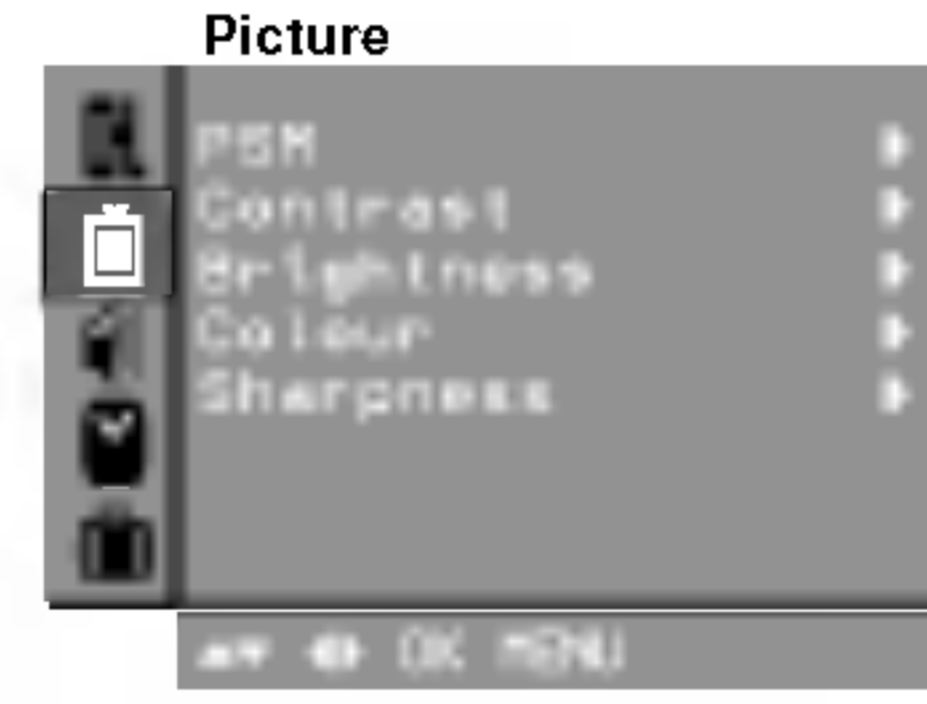 Picture
PSM
Contrast
Brightness
Colour
Sharpness
OK MENU